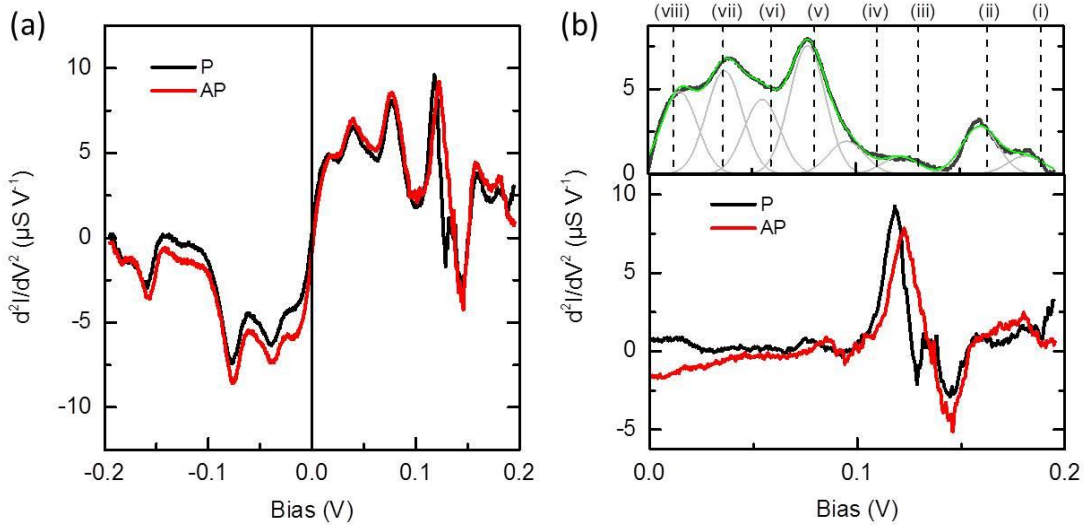 (a)
P
AP
10
5
0
-5
-10
d²I/dV² (µS V⁻¹)
-0.2
-0.1
0.0
0.1
0.2
Bias (V)
(b)
(viii) (vii) (vi) (v) (iv) (iii) (ii) (i)
5
0
P
AP
10
5
0
-5
d²I/dV² (µS V⁻¹)
0.0
0.1
0.2
Bias (V)